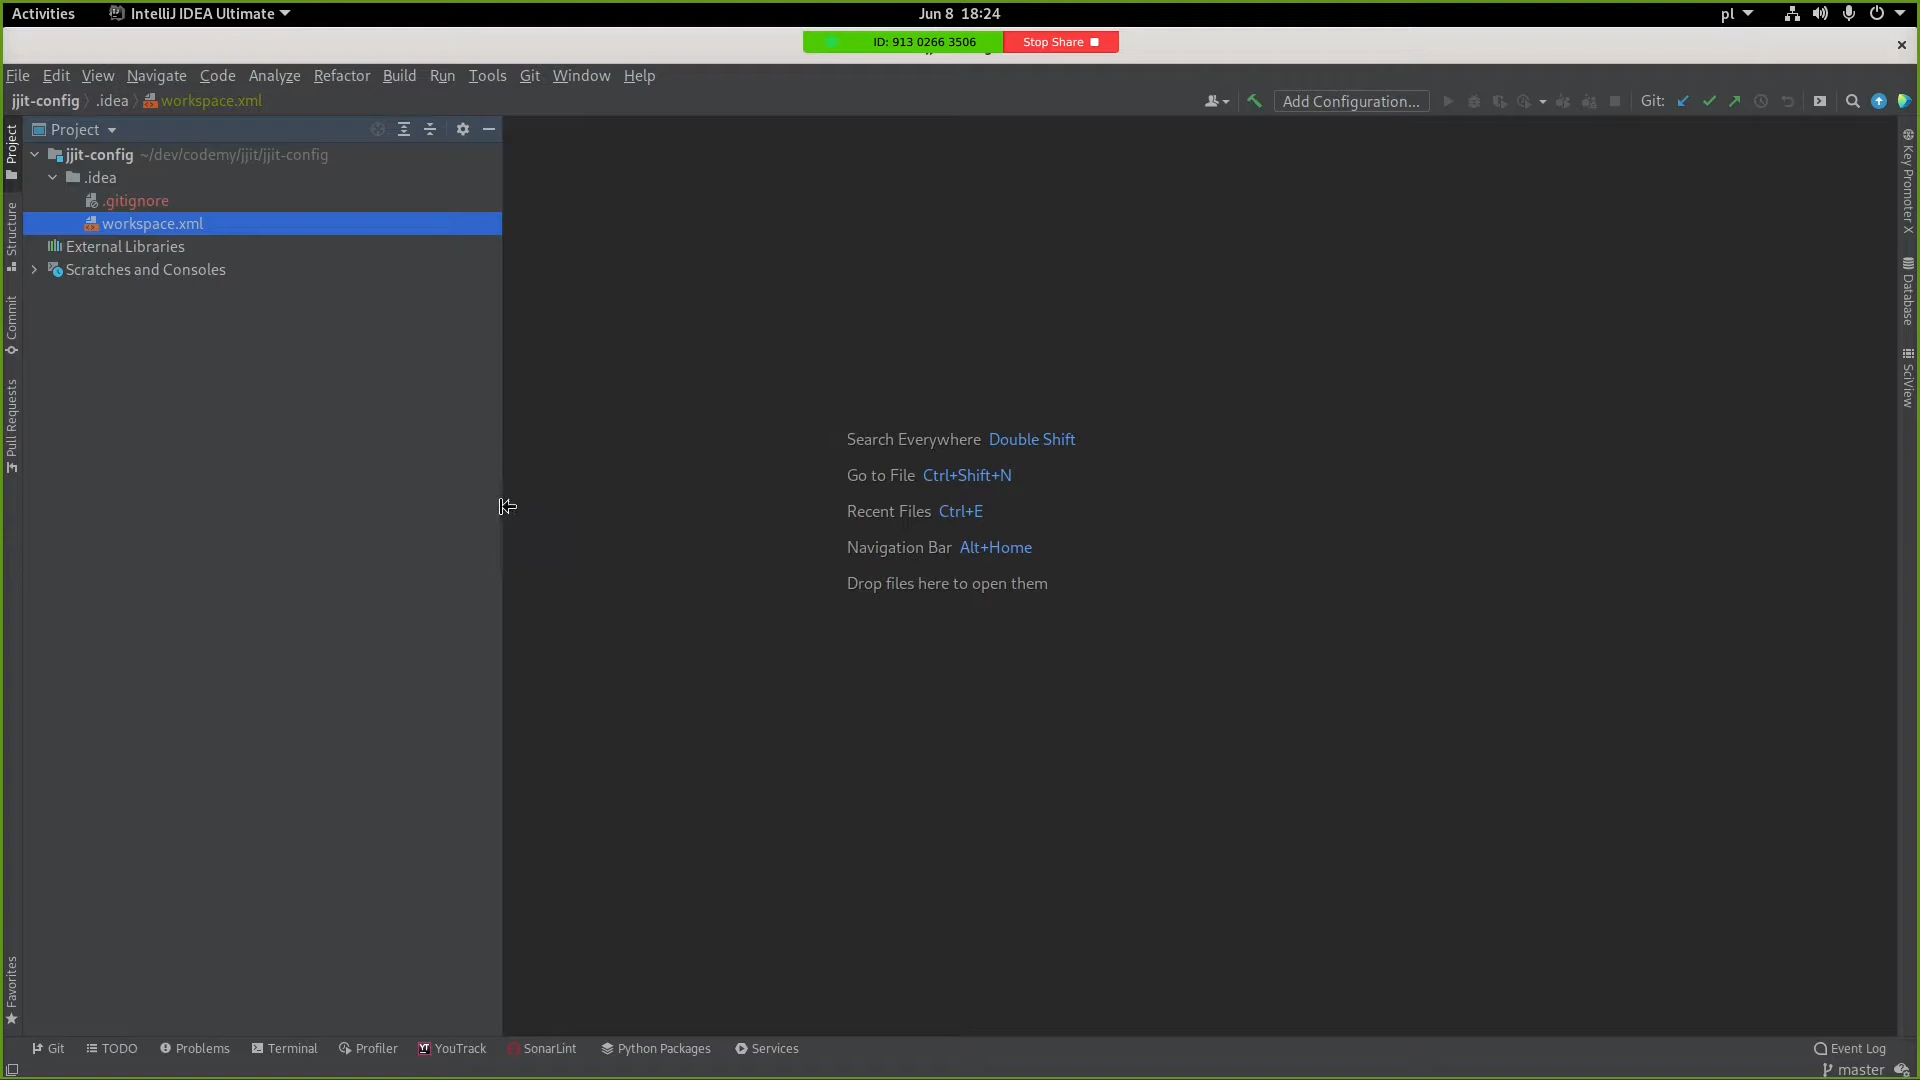 Activities IntelliJ IDEA Ultimate Jun 8 18:24 pl
ID: 913 0266 3506 Stop Share
File Edit View Navigate Code Analyze Refactor Build Run Tools Git Window Help
jjit-config .idea workspace.xml Add Configuration... Git:
Project
jjit-config ~/dev/codemy/jjit/jjit-config
.idea
.gitignore
workspace.xml
External Libraries
Scratches and Consoles
Project
Structure
Commit
Pull Requests
Favorites
Search Everywhere Double Shift
Go to File Ctrl+Shift+N
Recent Files Ctrl+E
Navigation Bar Alt+Home
Drop files here to open them
Key Promoter X
Database
SciView
Git TODO Problems Terminal Profiler YT YouTrack SonarLint Python Packages Services Event Log
master